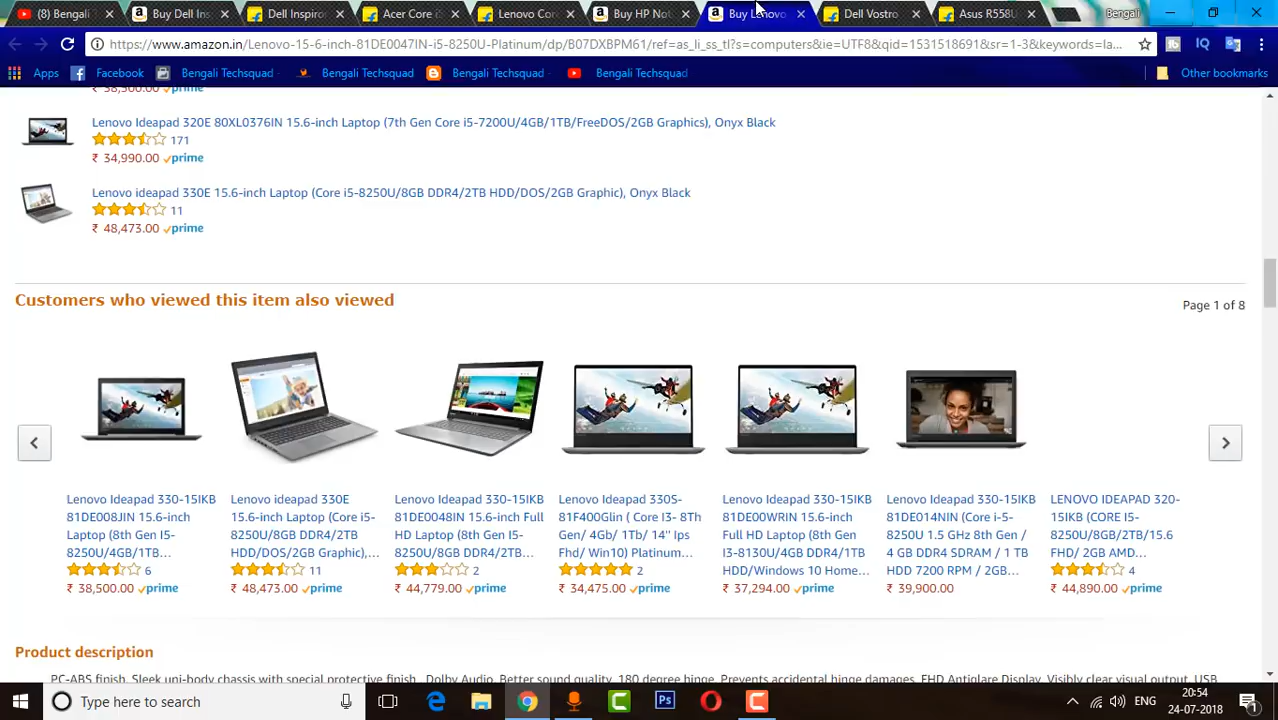 (8) Bengali T
Buy Dell Ins
Dell Inspiror
Acer Core i
Lenovo Core
Buy HP Not
Buy Lenovo
Dell Vostro
Asus R558U
Bengali
https://www.amazon.in/Lenovo-15-6-inch-81DE0047IN-i5-8250U-Platinum/dp/B07DXBPM61/ref=as_li_ss_tl?s=computers&ie=UTF8&qid=1531518691&sr=1-3&keywords=la...
Apps
Facebook
Bengali Techsquad
Bengali Techsquad
Bengali Techsquad
Bengali Techsquad
Other bookmarks
₹ 38,500.00 prime
Lenovo Ideapad 320E 80XL0376IN 15.6-inch Laptop (7th Gen Core i5-7200U/4GB/1TB/FreeDOS/2GB Graphics), Onyx Black
171
₹ 34,990.00 prime
Lenovo ideapad 330E 15.6-inch Laptop (Core i5-8250U/8GB DDR4/2TB HDD/DOS/2GB Graphic), Onyx Black
11
₹ 48,473.00 prime
Customers who viewed this item also viewed
Page 1 of 8
Lenovo Ideapad 330-15IKB
81DE008JIN 15.6-inch
Laptop (8th Gen I5-
8250U/4GB/1TB...
6
₹ 38,500.00 prime
Lenovo ideapad 330E
15.6-inch Laptop (Core i5-
8250U/8GB DDR4/2TB
HDD/DOS/2GB Graphic),...
11
₹ 48,473.00 prime
Lenovo Ideapad 330-15IKB
81DE0048IN 15.6-inch Full
HD Laptop (8th Gen I5-
8250U/8GB DDR4/2TB...
2
₹ 44,779.00 prime
Lenovo Ideapad 330S-
81F400Glin ( Core I3- 8Th
Gen/ 4Gb/ 1Tb/ 14'' Ips
Fhd/ Win10) Platinum...
2
₹ 34,475.00 prime
Lenovo Ideapad 330-15IKB
81DE00WRIN 15.6-inch
Full HD Laptop (8th Gen
I3-8130U/4GB DDR4/1TB
HDD/Windows 10 Home...
₹ 37,294.00 prime
Lenovo Ideapad 330-15IKB
81DE014NIN (Core i-5-
8250U 1.5 GHz 8th Gen /
4 GB DDR4 SDRAM / 1 TB
HDD 7200 RPM / 2GB...
₹ 39,900.00
LENOVO IDEAPAD 320-
15IKB (CORE I5-
8250U/8GB/2TB/15.6
FHD/ 2GB AMD...
4
₹ 44,890.00 prime
Product description
PC-ABS finish, Sleek uni-body chassis with special protective finish. Dolby Audio, Better sound quality, 180 degree hinge, Prevents accidental hinge damages, FHD Antiglare Display, Visibly clear visual output, USB
Type here to search
ENG
20:54
24-07-2018
1